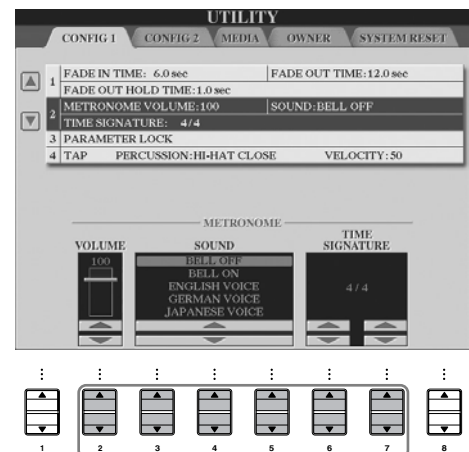 UTILITY
CONFIG 1 CONFIG 2 MEDIA OWNER SYSTEM RESET
1 FADE IN TIME: 6.0 sec FADE OUT TIME:12.0 sec
FADE OUT HOLD TIME:1.0 sec
2 METRONOME VOLUME:100 SOUND:BELL OFF
TIME SIGNATURE: 4/4
3 PARAMETER LOCK
4 TAP PERCUSSION:HI-HAT CLOSE VELOCITY:50
METRONOME
VOLUME SOUND TIME SIGNATURE
100 BELL OFF
BELL ON
ENGLISH VOICE 4/4
GERMAN VOICE
JAPANESE VOICE
1 2 3 4 5 6 7 8